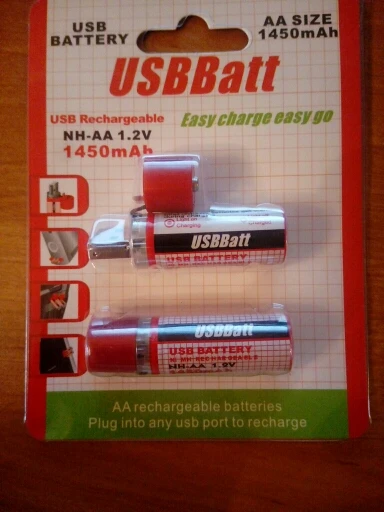 USB
BATTERY
AA SIZE
1450mAh
USBBatt
USB Rechargeable
Easy charge easy go
NH-AA 1.2V
1450mAh
Charging
USBBatt
USB BATTERY
USBBatt
USB BATTERY
NH-AA 1.2V
AA rechargeable batteries
Plug into any usb port to recharge